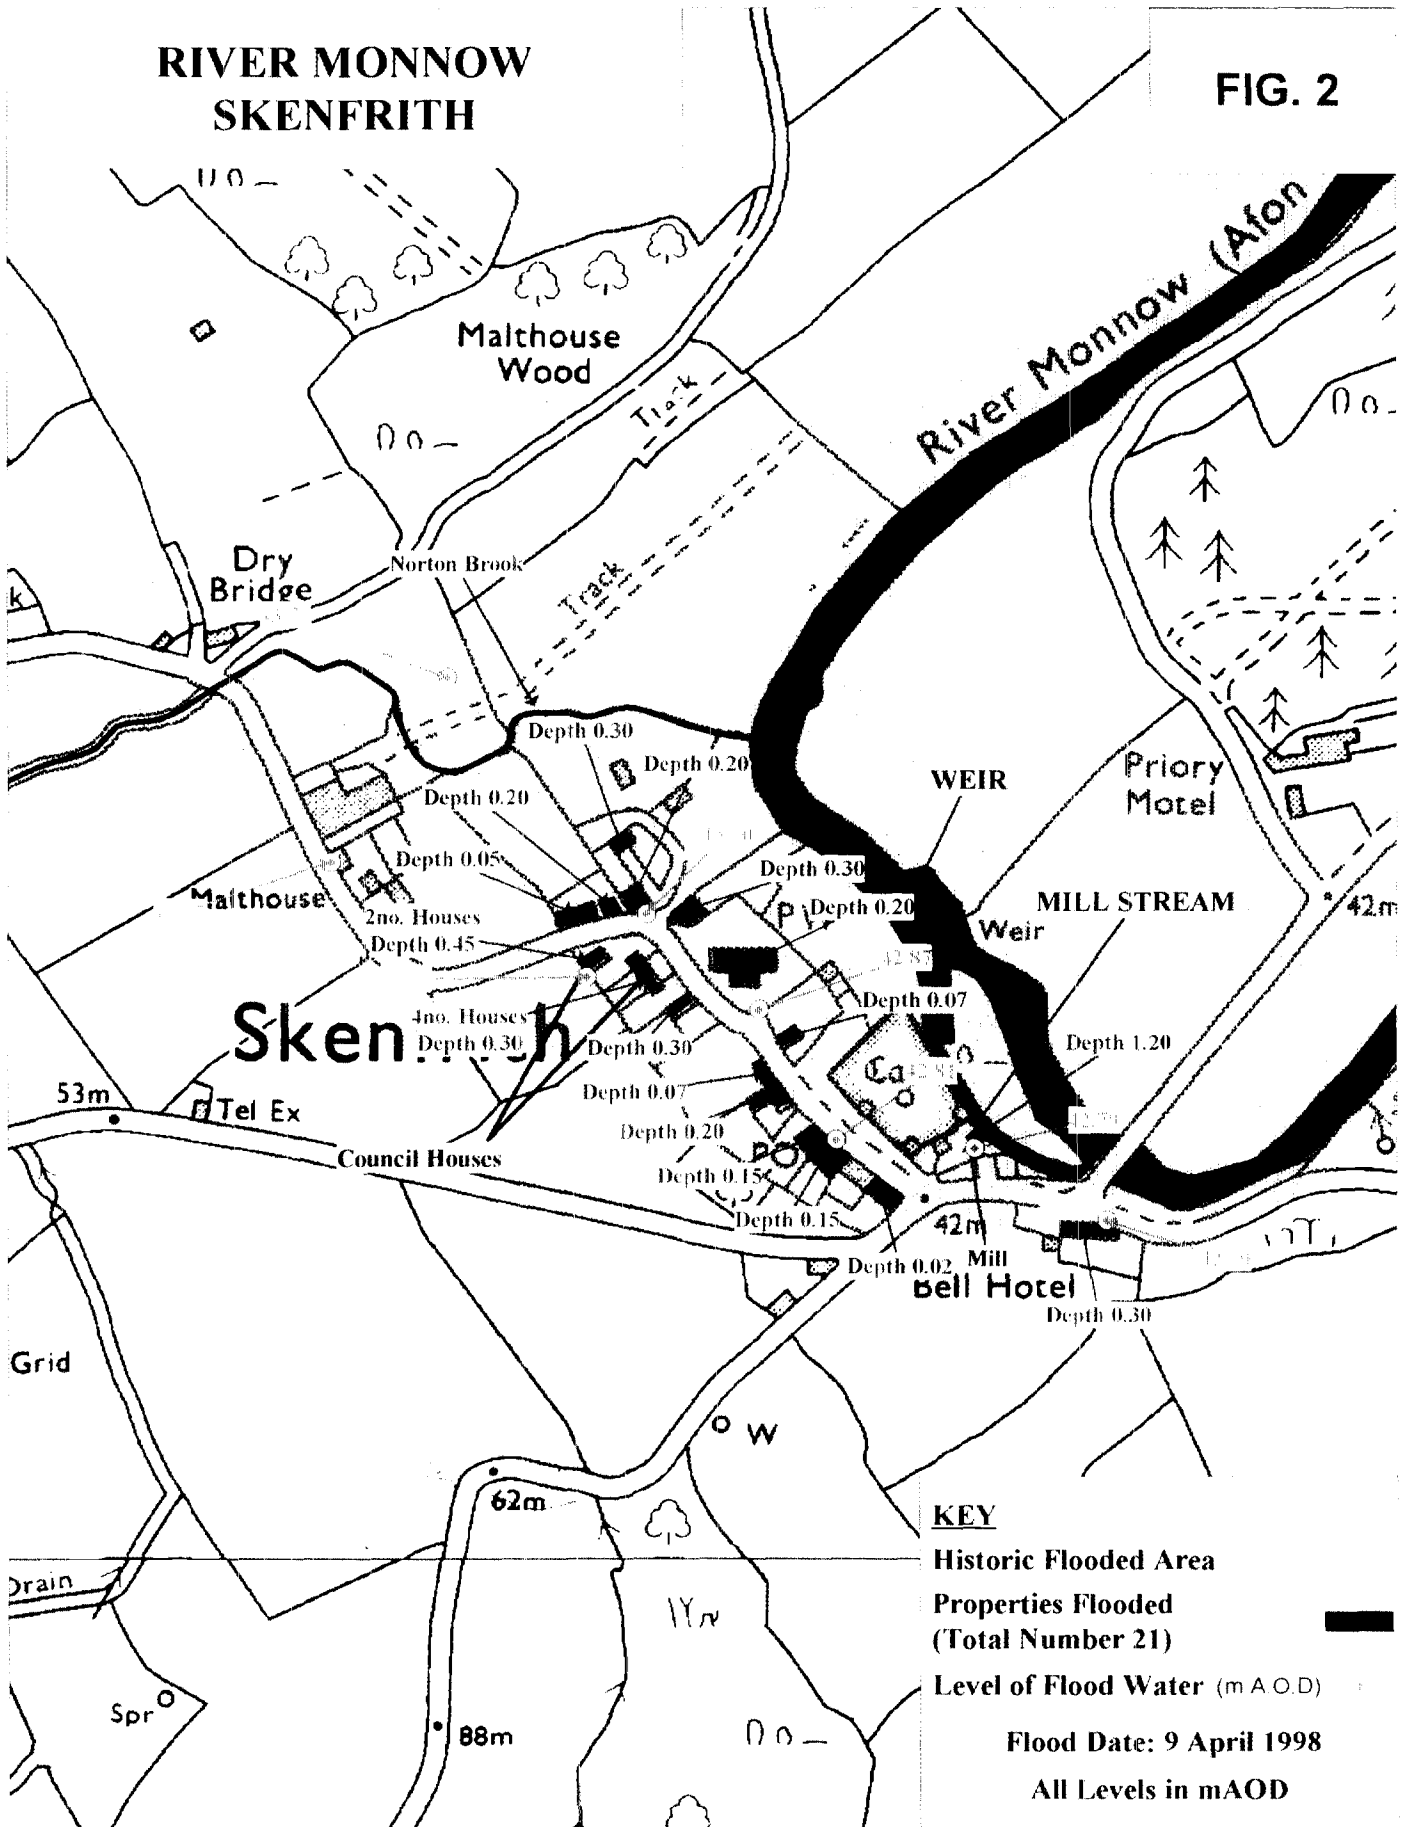 RIVER MONNOW
SKENFRITH
FIG. 2
River Monnow (Afon
Malthouse
Wood
Track
Dry
Bridge
Norton Brook
Track
k
Depth 0.30
Depth 0.20
Depth 0.20
WEIR
Priory
Motel
Depth 0.05
Depth 0.30
Malthouse
2no. Houses
Depth 0.45
Depth 0.20
MILL STREAM
42m
Weir
42.87
4no. Houses
Depth 0.30
Depth 0.07
Depth 0.30
Depth 1.20
53m
Tel Ex
Depth 0.07
Depth 0.20
PO
Council Houses
Depth 0.15
Depth 0.15
42m
Mill
Depth 0.02
Bell Hotel
Depth 0.30
Grid
W
62m
Drain
Spr
88m
KEY
Historic Flooded Area
Properties Flooded
(Total Number 21)
Level of Flood Water (m A.O.D)
Flood Date: 9 April 1998
All Levels in mAOD